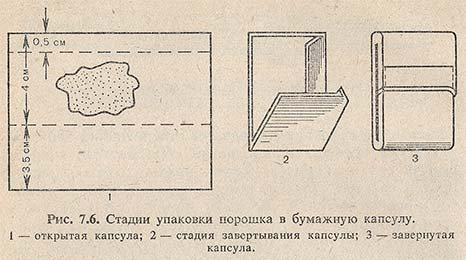 0,5 см
4 см
3,5 см
1
2
3
Рис. 7.6. Стадии упаковки порошка в бумажную капсулу.
1 — открытая капсула; 2 — стадия завертывания капсулы; 3 — завернутая
капсула.